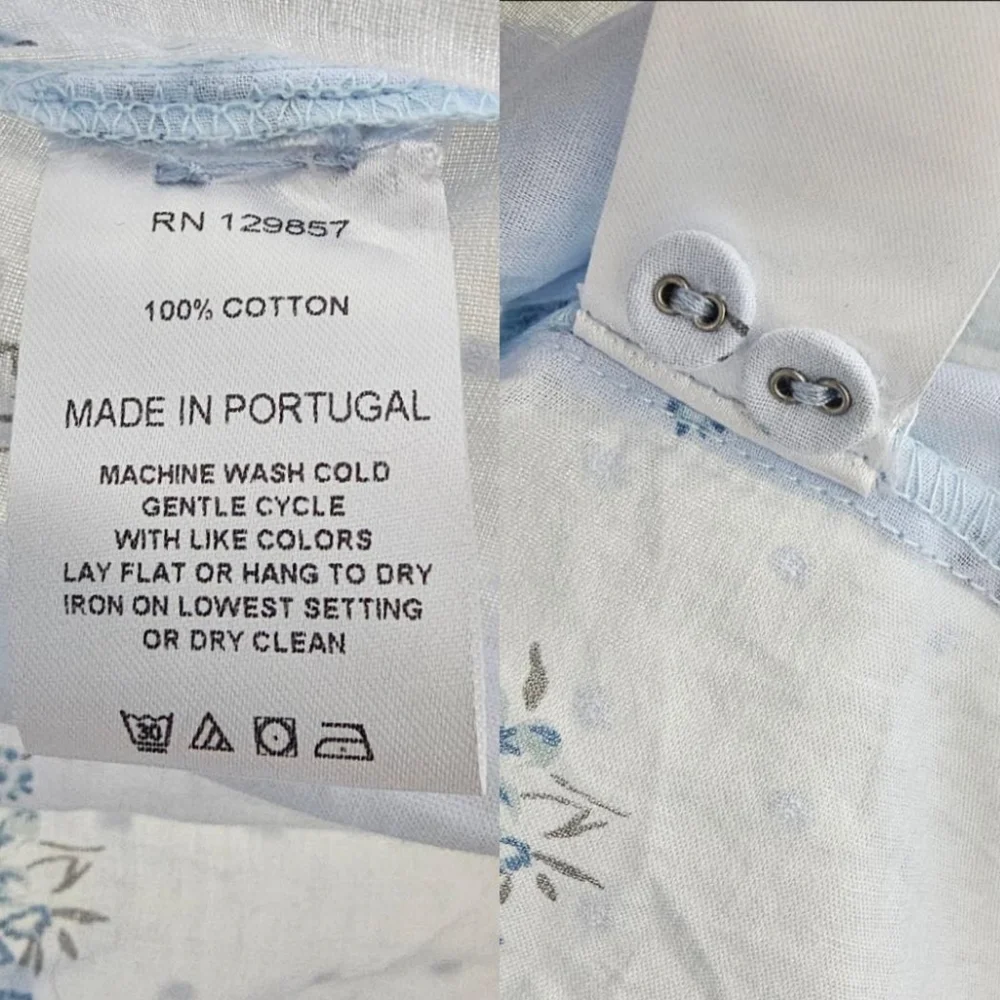 RN 129857
100% COTTON
MADE IN PORTUGAL
MACHINE WASH COLD
GENTLE CYCLE
WITH LIKE COLORS
LAY FLAT OR HANG TO DRY
IRON ON LOWEST SETTING
OR DRY CLEAN
30